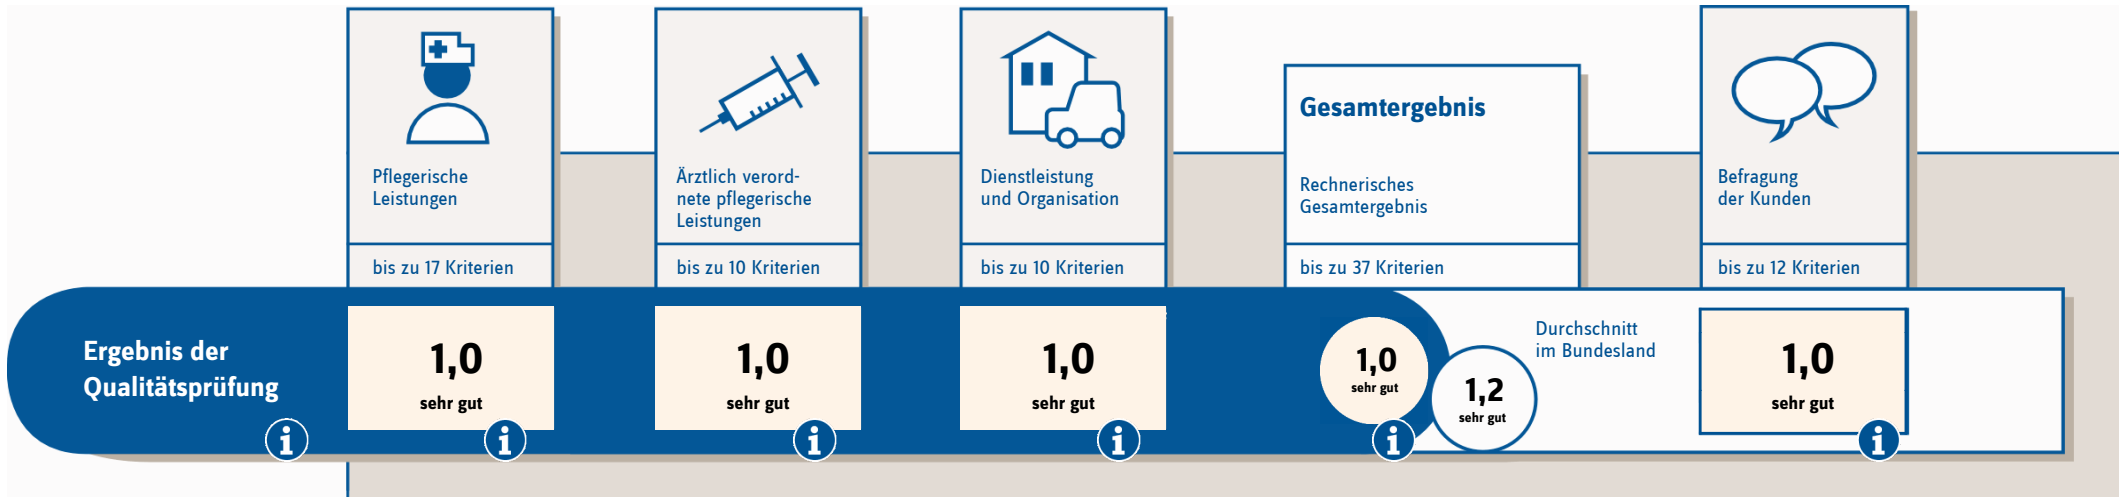 Pflegerische
Leistungen
bis zu 17 Kriterien
Ärztlich verord-
nete pflegerische
Leistungen
bis zu 10 Kriterien
Dienstleistung
und Organisation
bis zu 10 Kriterien
Gesamtergebnis
Rechnerisches
Gesamtergebnis
bis zu 37 Kriterien
Befragung
der Kunden
bis zu 12 Kriterien
Ergebnis der
Qualitätsprüfung
i
1,0
sehr gut
i
1,0
sehr gut
i
1,0
sehr gut
i
1,0
sehr gut
i
1,2
sehr gut
Durchschnitt
im Bundesland
1,0
sehr gut
i